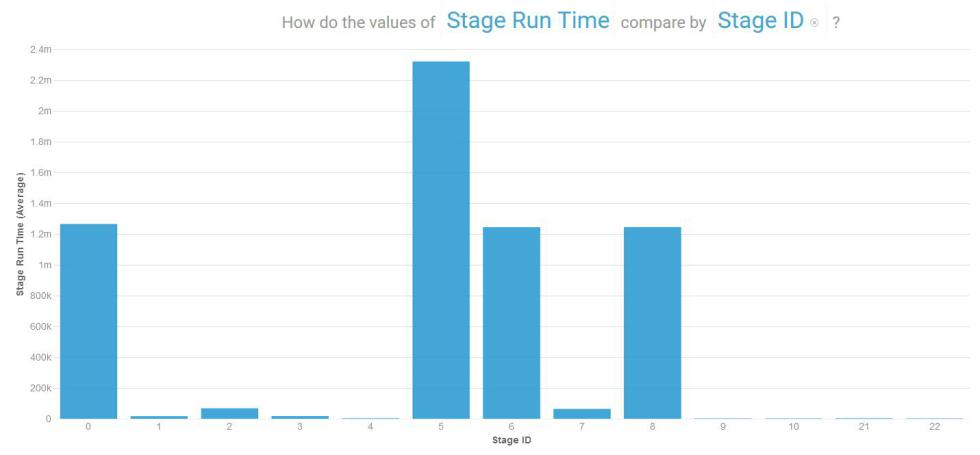 How do the values of Stage Run Time compare by Stage ID ?
2.4m
2.2m
2m
1.8m
1.6m
1.4m
1.2m
1m
800k
600k
400k
200k
0
Stage Run Time (Average)
0 1 2 3 4 5 6 7 8 9 10 21 22
Stage ID